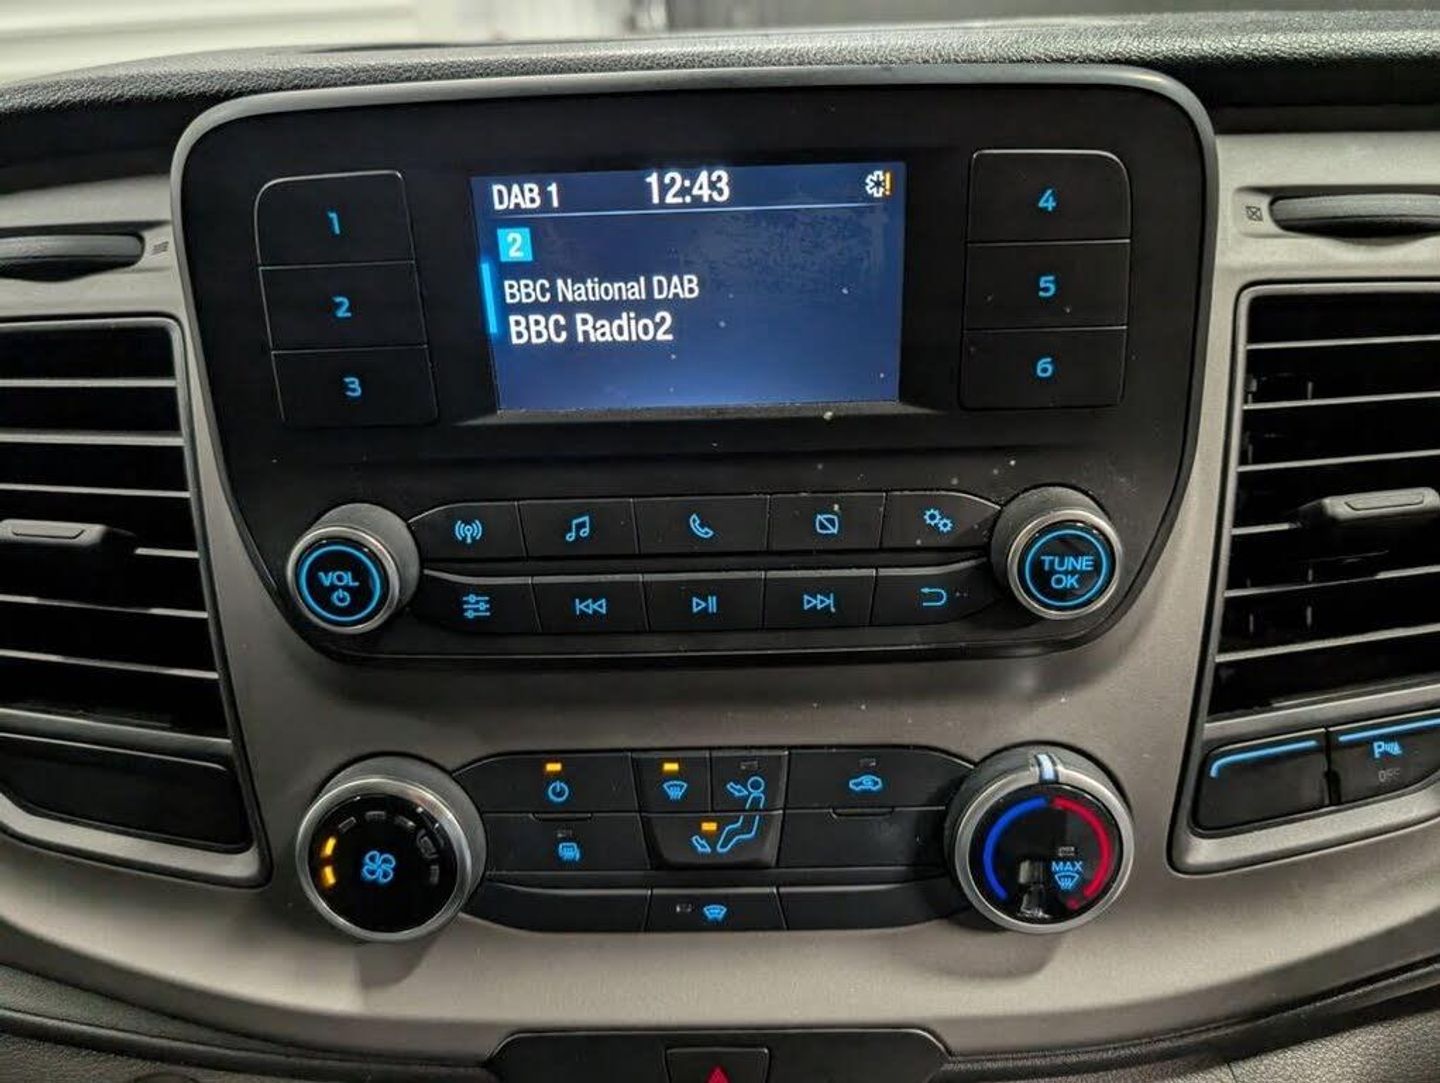 DAB 1
12:43
2
BBC National DAB
BBC Radio2
1
2
3
4
5
6
VOL
TUNE
OK
MAX
P
OFF